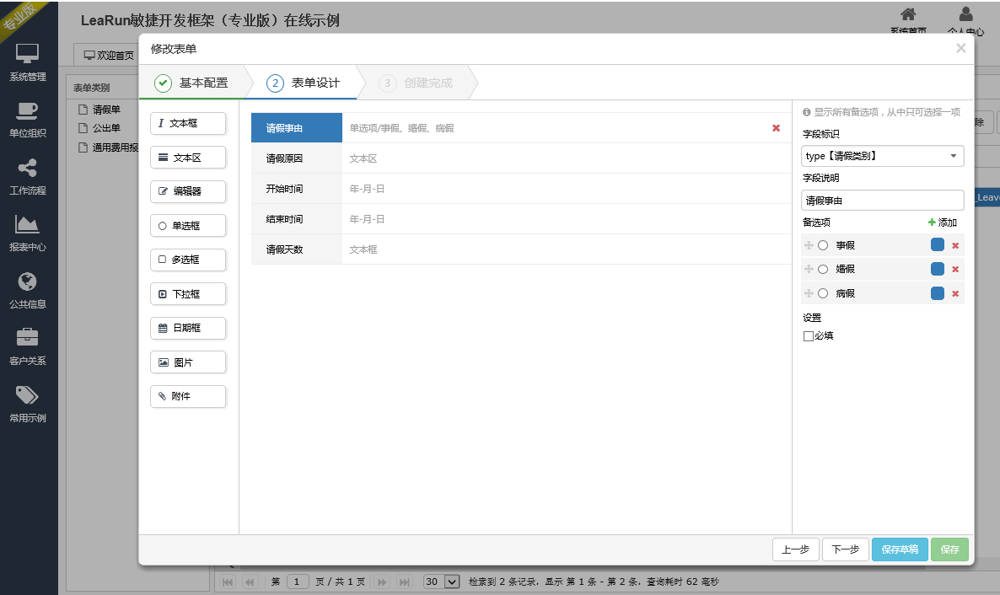 专业版
LeaRun敏捷开发框架（专业版）在线示例
系统首页
个人中心
欢迎首页
系统管理
单位组织
工作流程
报表中心
公共信息
客户关系
常用示例
表单类别
请假单
公出单
通用费用报
修改表单
基本配置
2 表单设计
3 创建完成
I 文本框
文本区
编辑器
单选框
多选框
下拉框
日期框
图片
附件
请假事由 单选项/事假、婚假、病假
请假原因 文本区
开始时间 年-月-日
结束时间 年-月-日
请假天数 文本框
显示所有备选项，从中只可选择一项
字段标识
type【请假类别】
字段说明
请假事由
备选项 添加
事假
婚假
病假
设置
必填
除
_Leave
上一步 下一步 保存草稿 保存
第 1 页 / 共 1 页 30 检索到 2 条记录，显示 第 1 条 - 第 2 条，查询耗时 62 毫秒